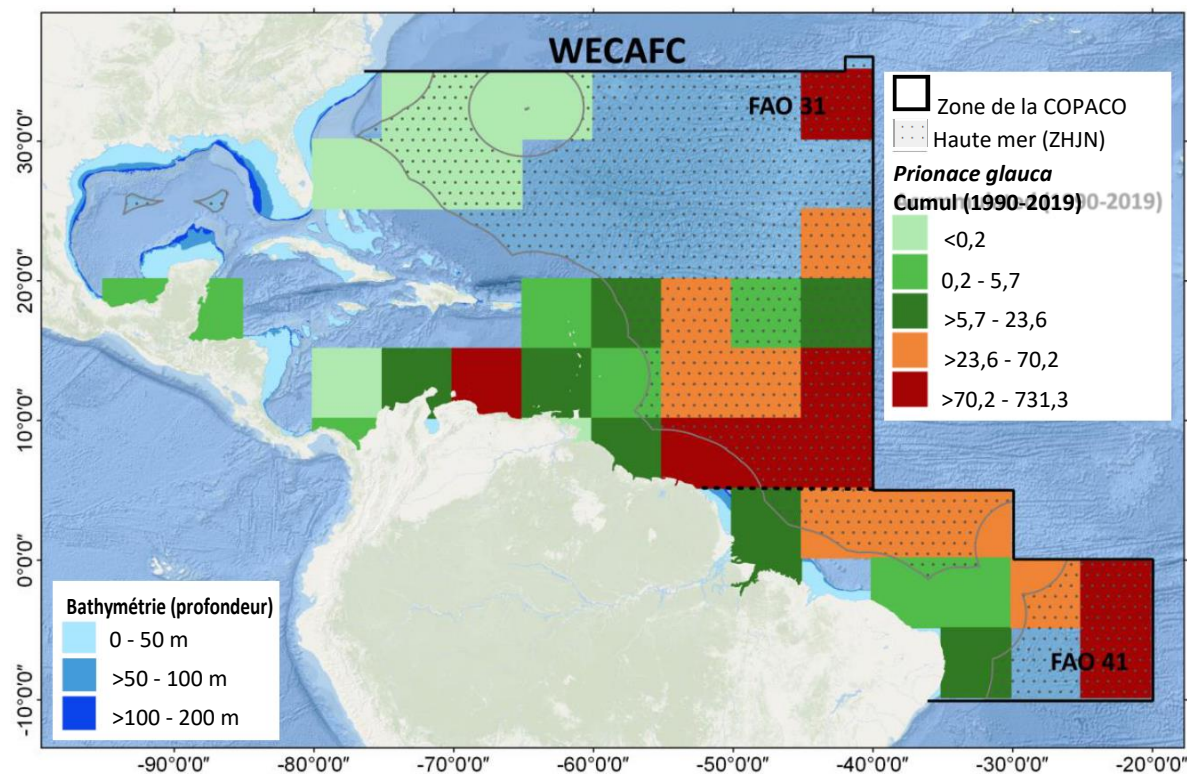 WECAFC
FAO 31
Zone de la COPACO
Haute mer (ZHJN)
Prionace glauca
Cumul (1990-2019)
<0,2
0,2 - 5,7
>5,7 - 23,6
>23,6 - 70,2
>70,2 - 731,3
30°0'0"
20°0'0"
10°0'0"
0°0'0"
-10°0'0"
Bathymétrie (profondeur)
0 - 50 m
>50 - 100 m
>100 - 200 m
FAO 41
-90°0'0"
-80°0'0"
-70°0'0"
-60°0'0"
-50°0'0"
-40°0'0"
-30°0'0"
-20°0'0"